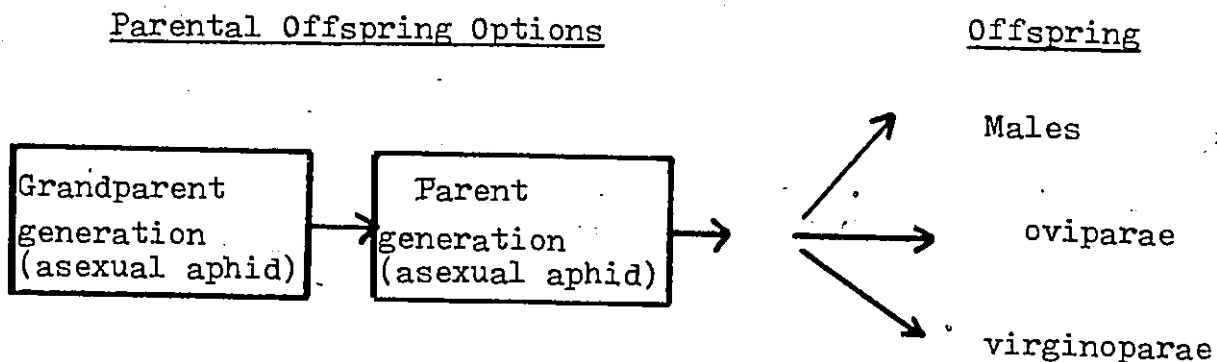 Parental Offspring Options
Offspring
Grandparent
generation
(asexual aphid)
Parent
generation
(asexual aphid)
Males
oviparae
virginoparae